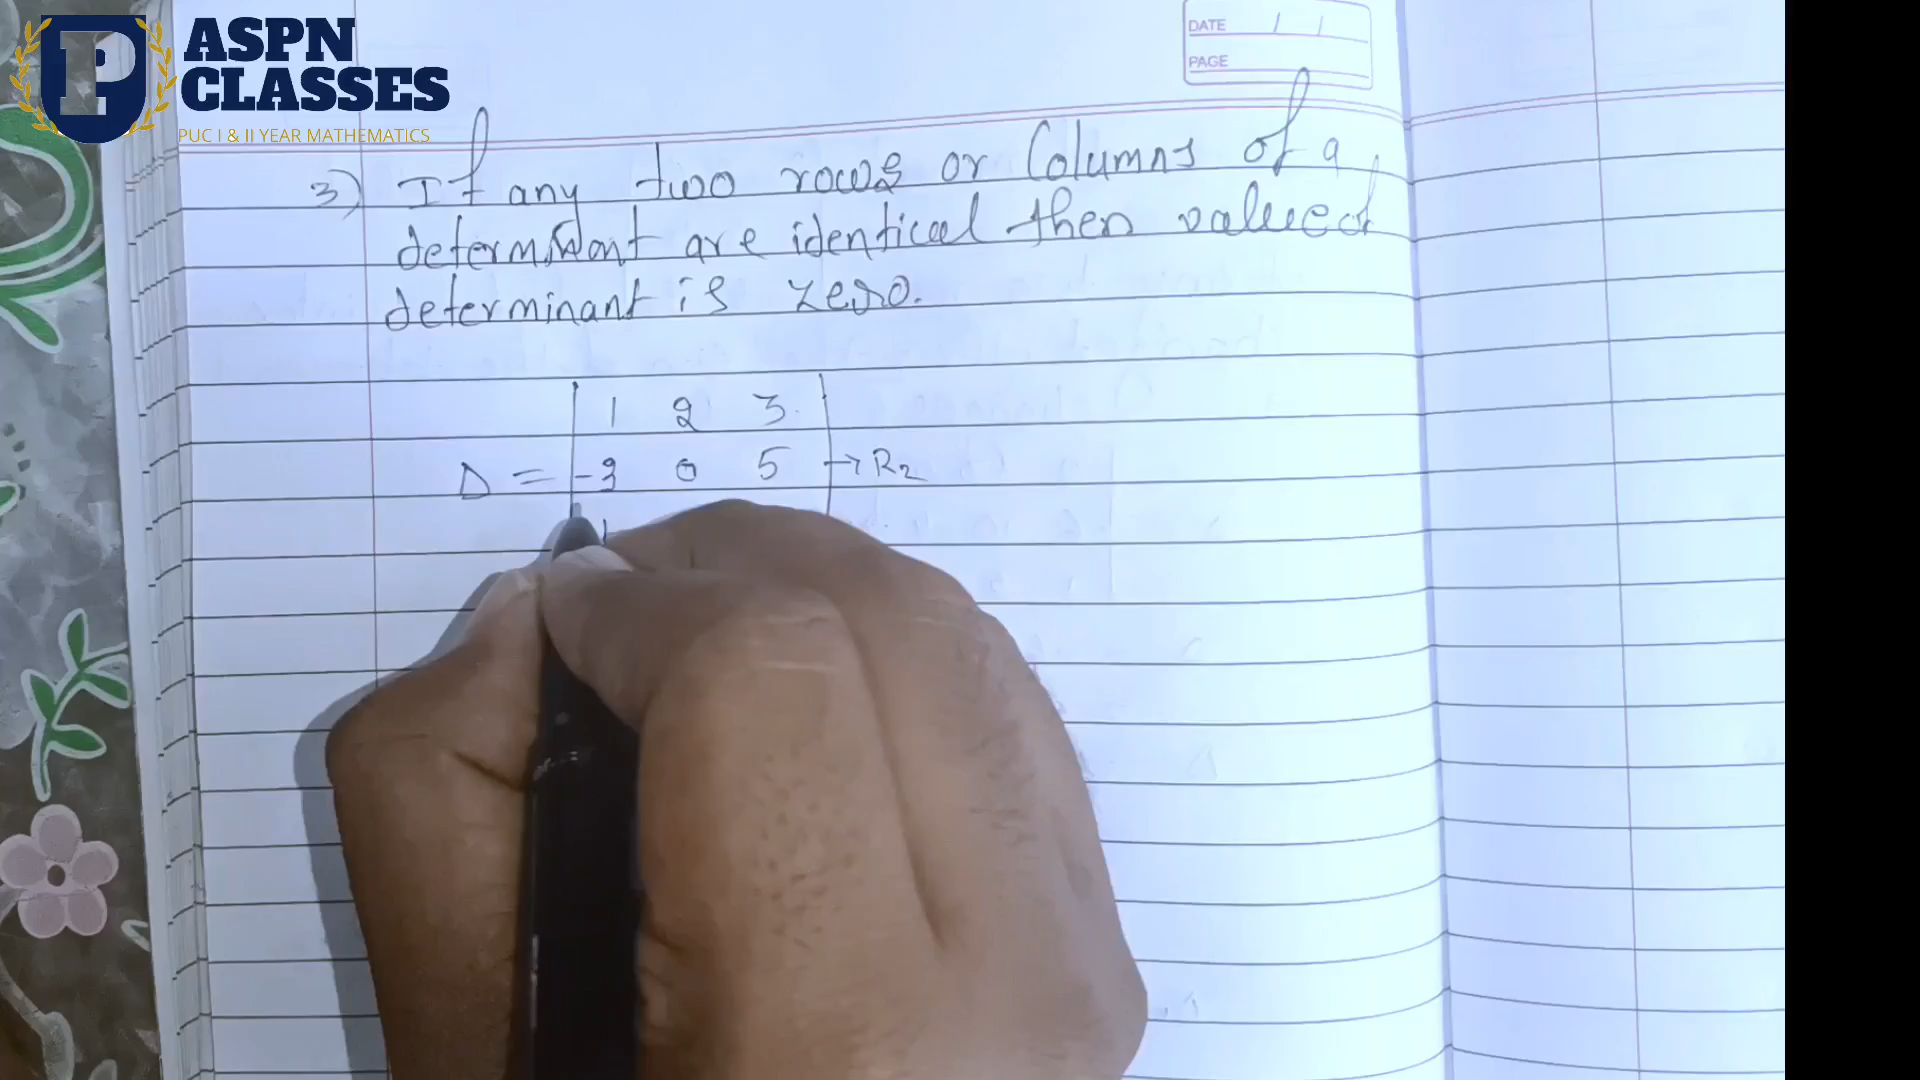 ASPN
CLASSES
PUC I & II YEAR MATHEMATICS
DATE / /
PAGE
3) If any two rows or Columns of a
determinant are identical then value of
determinant is zero.
1 2 3
Δ = -3 0 5 → R2
1